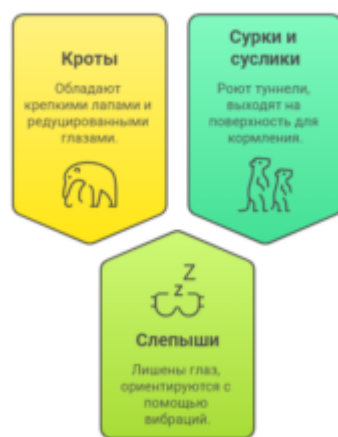 Кроты
Обладают
крепкими лапами и
редуцированными
глазами.
Сурки и
суслики
Роют туннели,
выходят на
поверхность для
кормления.
Z
z
Слепыши
Лишены глаз,
ориентируются с
помощью
вибраций.